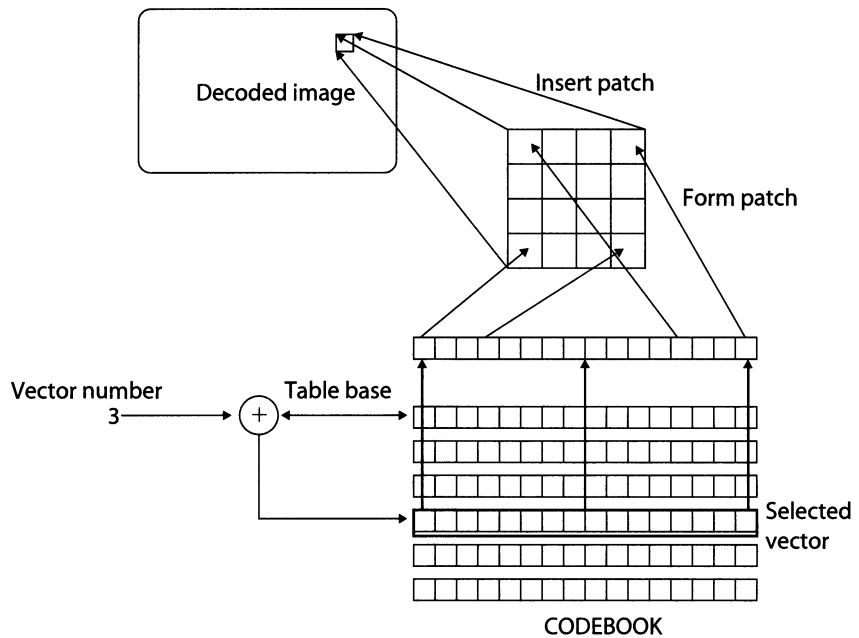 Decoded image
Insert patch
Form patch
Vector number
3
+
Table base
Selected
vector
CODEBOOK